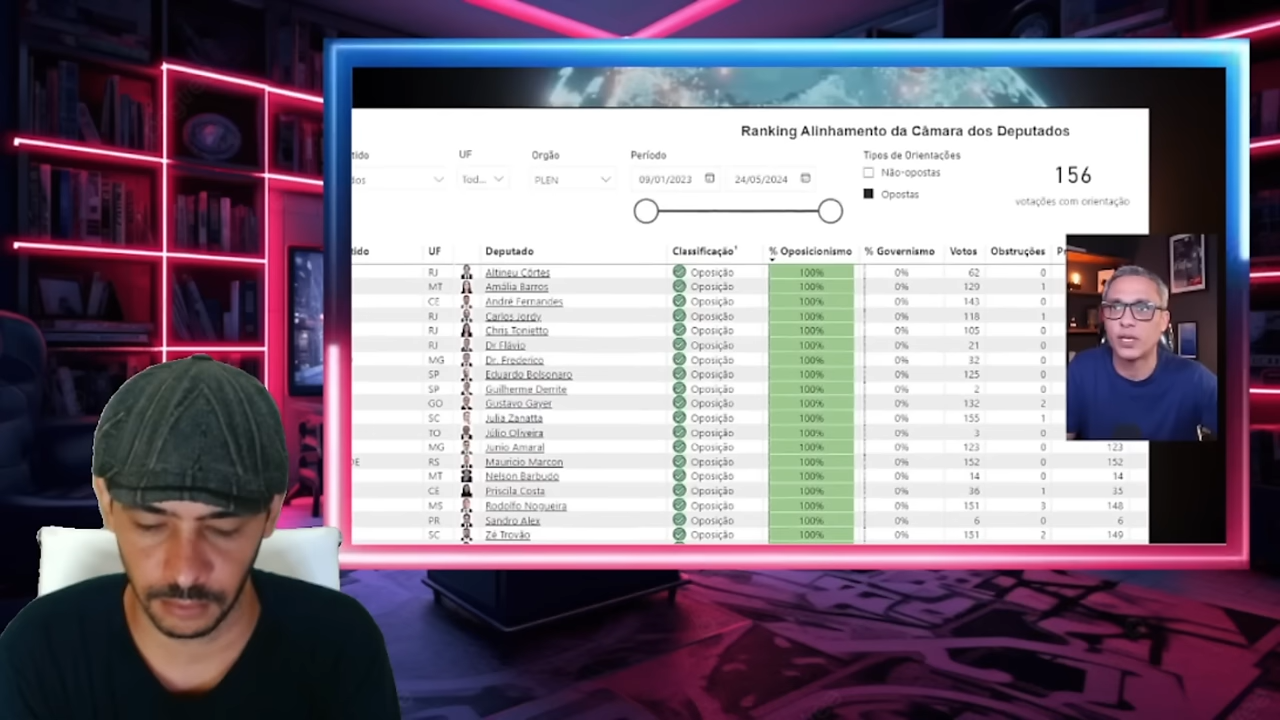 Ranking Alinhamento da Câmara dos Deputados
tido UF Orgão Período Tipos de Orientações
dos Tod... PLEN 09/01/2023 24/05/2024 Não-opostas 156
Opostas votações com orientação
tido UF Deputado Classificação¹ % Oposicionismo % Governismo Votos Obstruções
RJ Altineu Côrtes Oposição 100% 0% 62 0
MT Amália Barros Oposição 100% 0% 129 1
CE André Fernandes Oposição 100% 0% 143 0
RJ Carlos Jordy Oposição 100% 0% 118 1
RJ Chris Tonietto Oposição 100% 0% 105 0
RJ Dr Flávio Oposição 100% 0% 21 0
MG Dr. Frederico Oposição 100% 0% 32 0
SP Eduardo Bolsonaro Oposição 100% 0% 125 0
SP Guilherme Derrite Oposição 100% 0% 2 0
GO Gustavo Gayer Oposição 100% 0% 132 2
SC Julia Zanatta Oposição 100% 0% 155 1
TO Júlio Oliveira Oposição 100% 0% 3 0
MG Junio Amaral Oposição 100% 0% 123 0 123
DE RS Mauricio Marcon Oposição 100% 0% 152 0 152
MT Nelson Barbudo Oposição 100% 0% 14 0 14
CE Priscila Costa Oposição 100% 0% 36 1 35
MS Rodolfo Nogueira Oposição 100% 0% 151 3 148
PR Sandro Alex Oposição 100% 0% 6 0 6
SC Zé Trovão Oposição 100% 0% 151 2 149